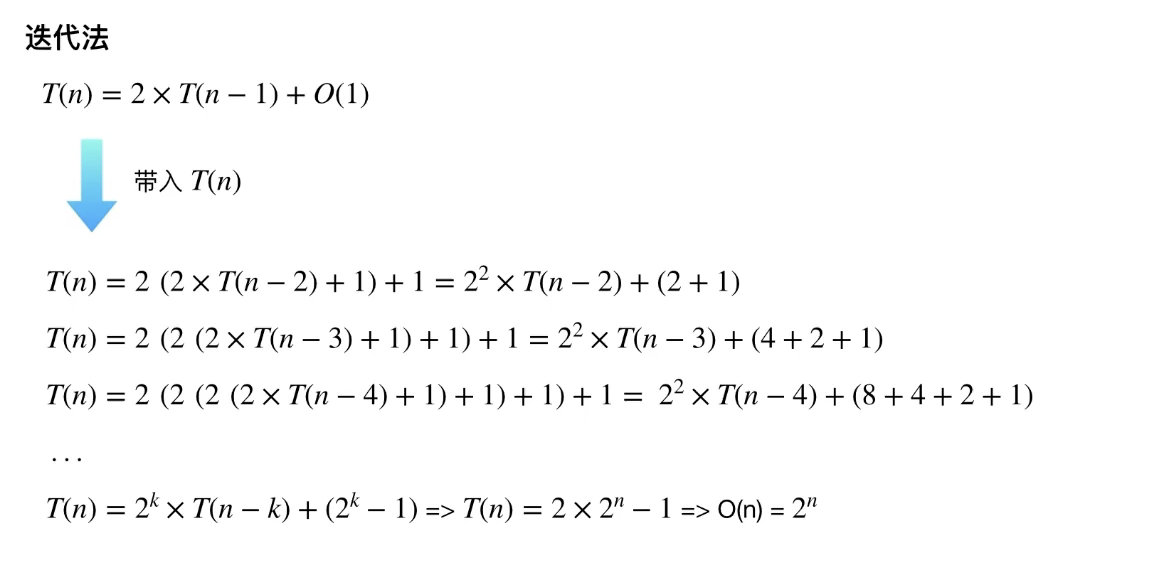 迭代法
T(n) = 2 × T(n − 1) + O(1)
带入 T(n)
T(n) = 2 (2 × T(n − 2) + 1) + 1 = 2² × T(n − 2) + (2 + 1)
T(n) = 2 (2 (2 × T(n − 3) + 1) + 1) + 1 = 2² × T(n − 3) + (4 + 2 + 1)
T(n) = 2 (2 (2 (2 × T(n − 4) + 1) + 1) + 1) + 1 = 2² × T(n − 4) + (8 + 4 + 2 + 1)
...
T(n) = 2ᵏ × T(n − k) + (2ᵏ − 1) => T(n) = 2 × 2ⁿ − 1 => O(n) = 2ⁿ